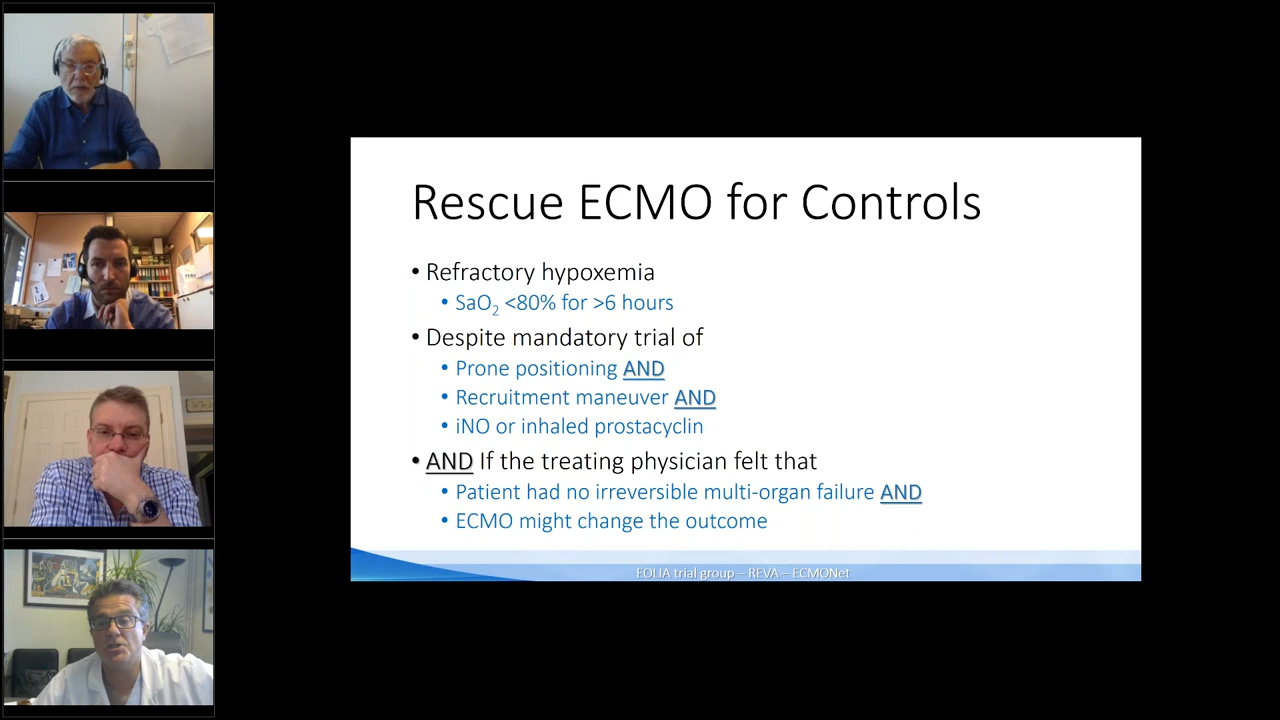 Rescue ECMO for Controls
• Refractory hypoxemia
• SaO₂ <80% for >6 hours
• Despite mandatory trial of
• Prone positioning AND
• Recruitment maneuver AND
• iNO or inhaled prostacyclin
• AND If the treating physician felt that
• Patient had no irreversible multi-organ failure AND
• ECMO might change the outcome
EOLIA trial group – REVA – ECMONet